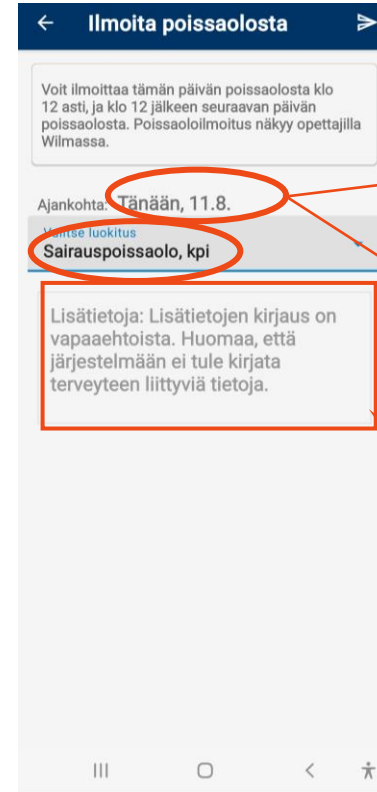 Ilmoita poissaolosta
Voit ilmoittaa tämän päivän poissaolosta klo
12 asti, ja klo 12 jälkeen seuraavan päivän
poissaolosta. Poissaoloilmoitus näkyy opettajilla
Wilmassa.
Ajankohta: Tänään, 11.8.
Valitse luokitus
Sairauspoissaolo, kpi
Lisätietoja: Lisätietojen kirjaus on
vapaaehtoista. Huomaa, että
järjestelmään ei tule kirjata
terveyteen liittyviä tietoja.